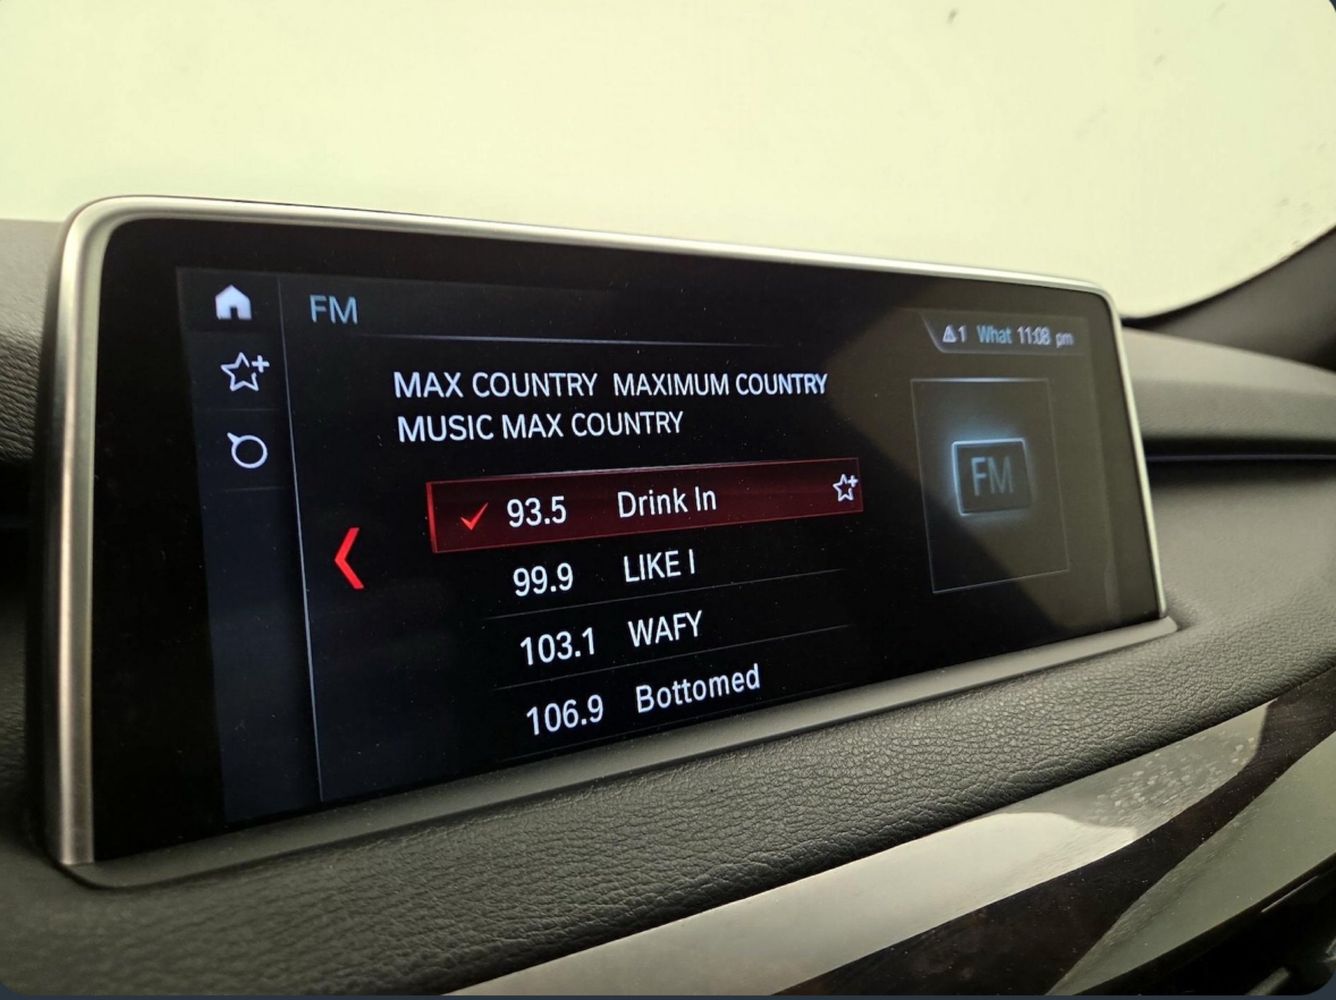 FM
1 What 11:08 pm
MAX COUNTRY MAXIMUM COUNTRY
MUSIC MAX COUNTRY
93.5 Drink In
FM
99.9 LIKE I
103.1 WAFY
106.9 Bottomed